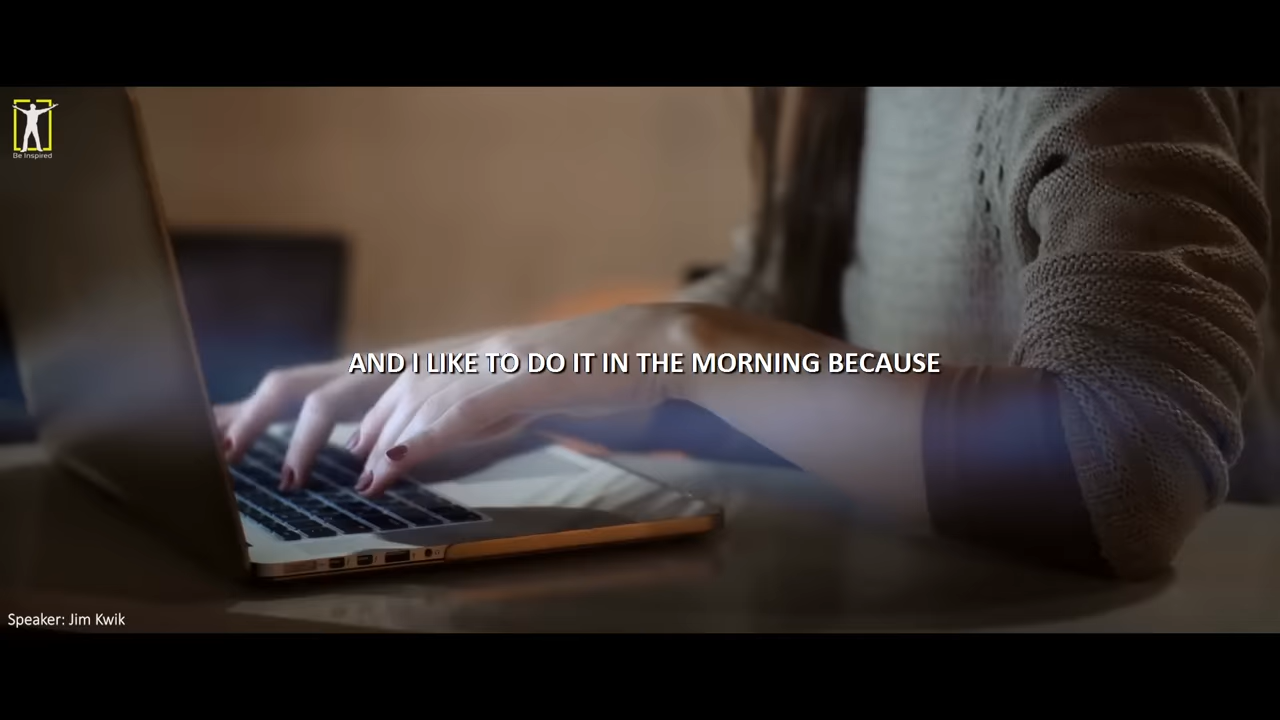 Be Inspired
AND I LIKE TO DO IT IN THE MORNING BECAUSE
Speaker: Jim Kwik